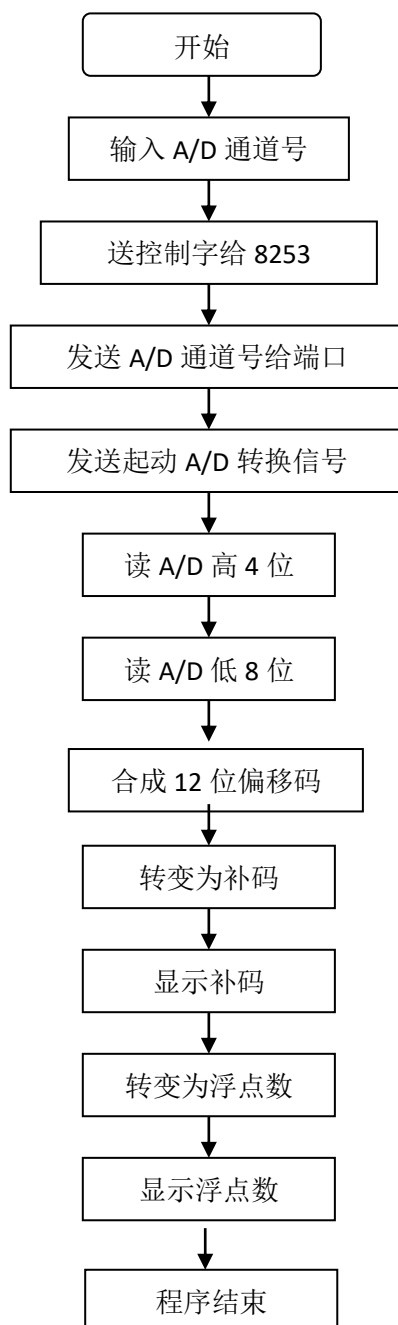 开始
输入 A/D 通道号
送控制字给 8253
发送 A/D 通道号给端口
发送起动 A/D 转换信号
读 A/D 高 4 位
读 A/D 低 8 位
合成 12 位偏移码
转变为补码
显示补码
转变为浮点数
显示浮点数
程序结束